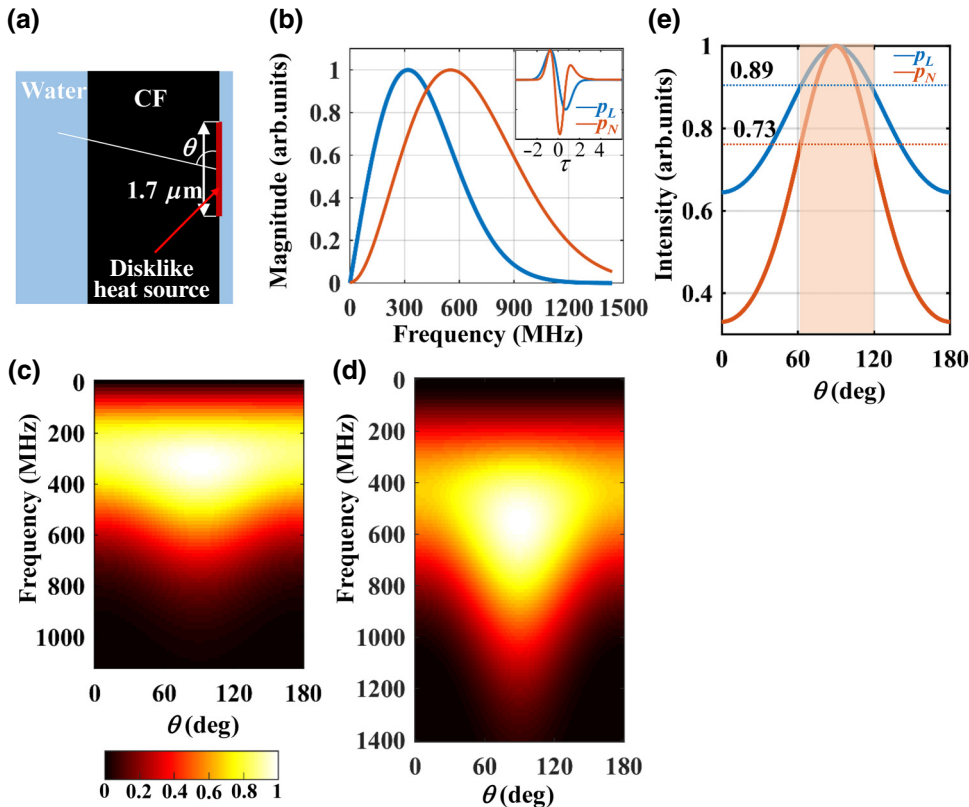 (a)
Water
CF
θ
1.7 μm
Disklike
heat source
(b)
Magnitude (arb.units)
1
0.8
0.6
0.4
0.2
0
0 300 600 900 1200 1500
Frequency (MHz)
p_L
p_N
−2 0 2 4
τ
(e)
Intensity (arb.units)
1
0.8
0.6
0.4
0.89
0.73
p_L
p_N
0 60 120 180
θ (deg)
(c)
Frequency (MHz)
0
200
400
600
800
1000
0 60 120 180
θ (deg)
0 0.2 0.4 0.6 0.8 1
(d)
Frequency (MHz)
0
200
400
600
800
1000
1200
1400
0 60 120 180
θ (deg)